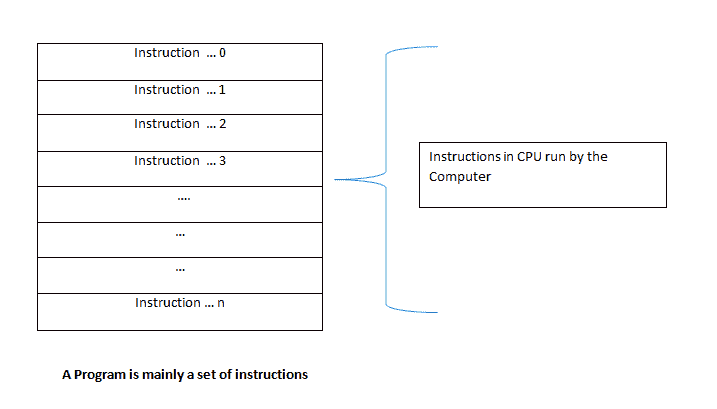 Instruction ... 0
Instruction ... 1
Instruction ... 2
Instruction ... 3
....
...
...
Instruction ... n
Instructions in CPU run by the
Computer
A Program is mainly a set of instructions